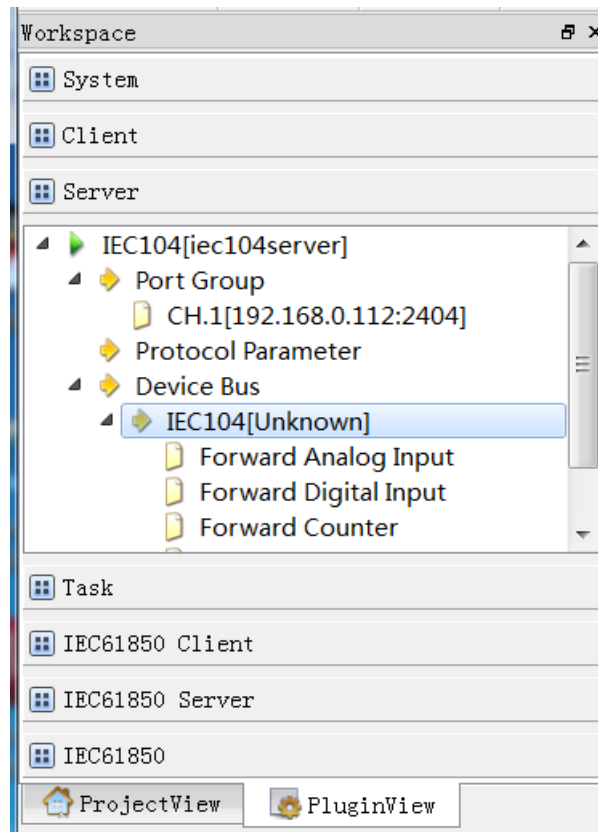 Workspace
System
Client
Server
IEC104[iec104server]
Port Group
CH.1[192.168.0.112:2404]
Protocol Parameter
Device Bus
IEC104[Unknown]
Forward Analog Input
Forward Digital Input
Forward Counter
Task
IEC61850 Client
IEC61850 Server
IEC61850
ProjectView PluginView